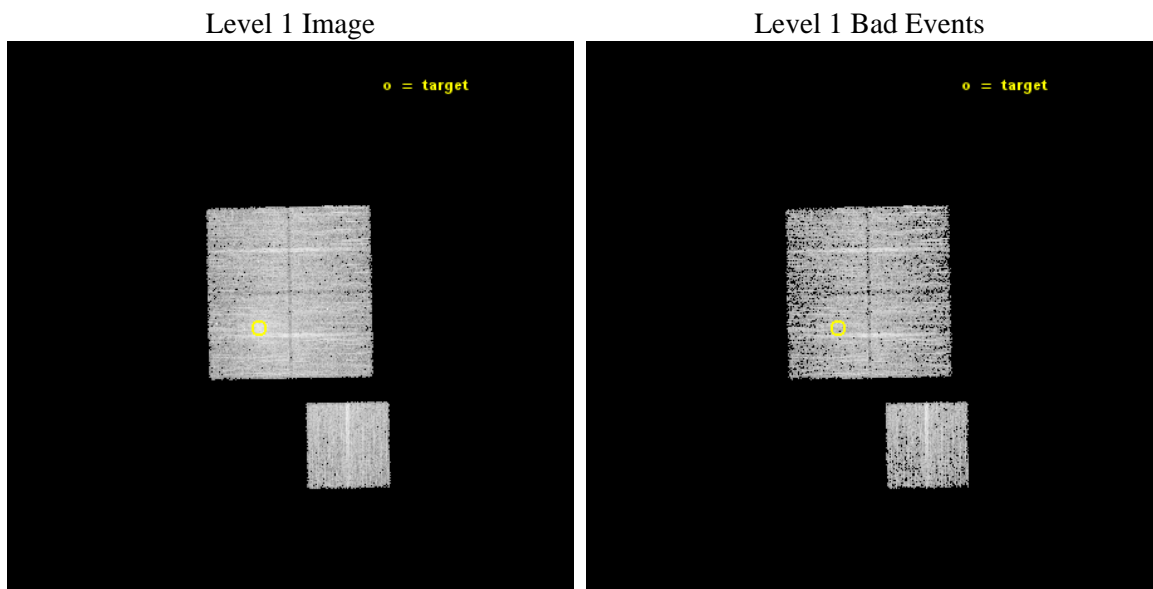 Level 1 Image
Level 1 Bad Events
o = target
o = target